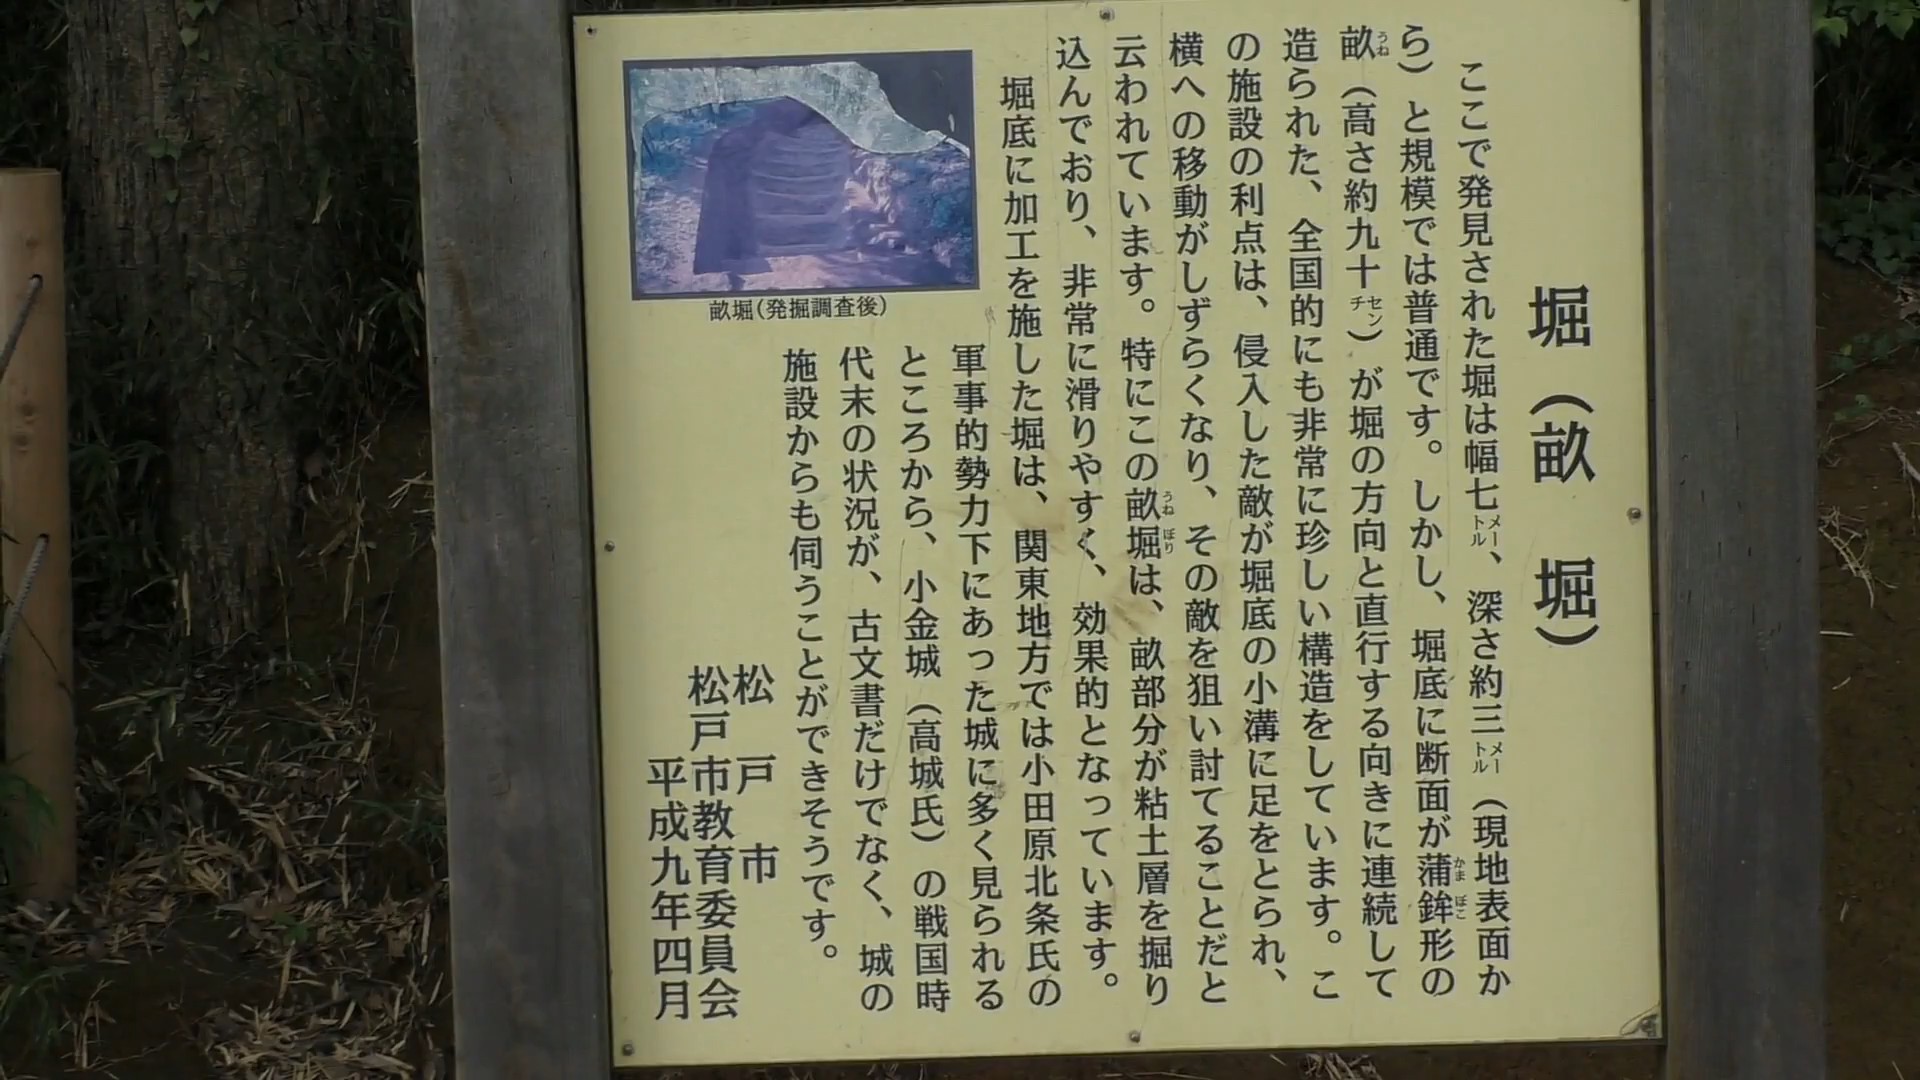 堀（畝　堀）
ここで発見された堀は幅七メートル、深さ約三メートル（現地表面か
ら）と規模では普通です。しかし、堀底に断面が蒲鉾形の
かま ぼこ
畝（高さ約九十センチ）が堀の方向と直行する向きに連続して
うね
造られた、全国的にも非常に珍しい構造をしています。こ
の施設の利点は、侵入した敵が堀底の小溝に足をとられ、
横への移動がしずらくなり、その敵を狙い討てることだと
云われています。特にこの畝堀は、畝部分が粘土層を掘り
うね ぼり
込んでおり、非常に滑りやすく、効果的となっています。
堀底に加工を施した堀は、関東地方では小田原北条氏の
軍事的勢力下にあった城に多く見られる
ところから、小金城（高城氏）の戦国時
代末の状況が、古文書だけでなく、城の
施設からも伺うことができそうです。
松　戸　市
松戸市教育委員会
平成九年四月
畝堀（発掘調査後）